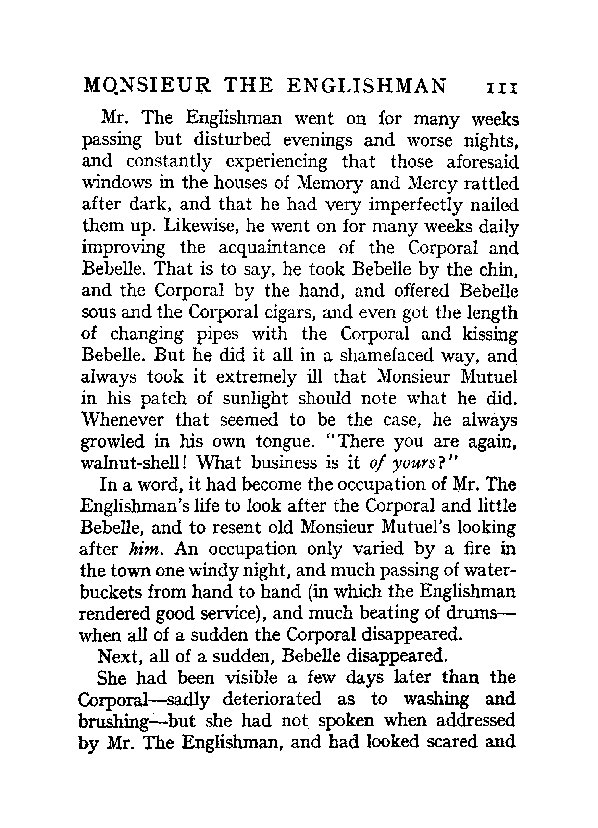 MONSIEUR THE ENGLISHMAN 111
Mr. The Englishman went on for many weeks
passing but disturbed evenings and worse nights,
and constantly experiencing that those aforesaid
windows in the houses of Memory and Mercy rattled
after dark, and that he had very imperfectly nailed
them up. Likewise, he went on for many weeks daily
improving the acquaintance of the Corporal and
Bebelle. That is to say, he took Bebelle by the chin,
and the Corporal by the hand, and offered Bebelle
sous and the Corporal cigars, and even got the length
of changing pipes with the Corporal and kissing
Bebelle. But he did it all in a shamefaced way, and
always took it extremely ill that Monsieur Mutuel
in his patch of sunlight should note what he did.
Whenever that seemed to be the case, he always
growled in his own tongue. "There you are again,
walnut-shell! What business is it of yours?"
In a word, it had become the occupation of Mr. The
Englishman's life to look after the Corporal and little
Bebelle, and to resent old Monsieur Mutuel's looking
after him. An occupation only varied by a fire in
the town one windy night, and much passing of water-
buckets from hand to hand (in which the Englishman
rendered good service), and much beating of drums—
when all of a sudden the Corporal disappeared.
Next, all of a sudden, Bebelle disappeared.
She had been visible a few days later than the
Corporal—sadly deteriorated as to washing and
brushing—but she had not spoken when addressed
by Mr. The Englishman, and had looked scared and